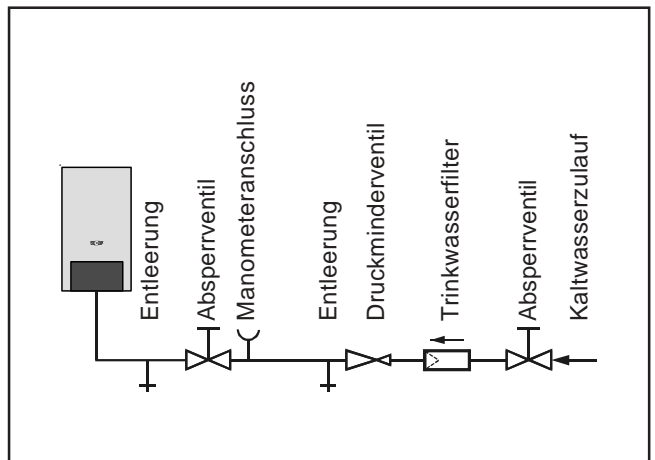 Entleerung
Absperrventil
Manometeranschluss
Entleerung
Druckminderventil
Trinkwasserfilter
Absperrventil
Kaltwasserzulauf